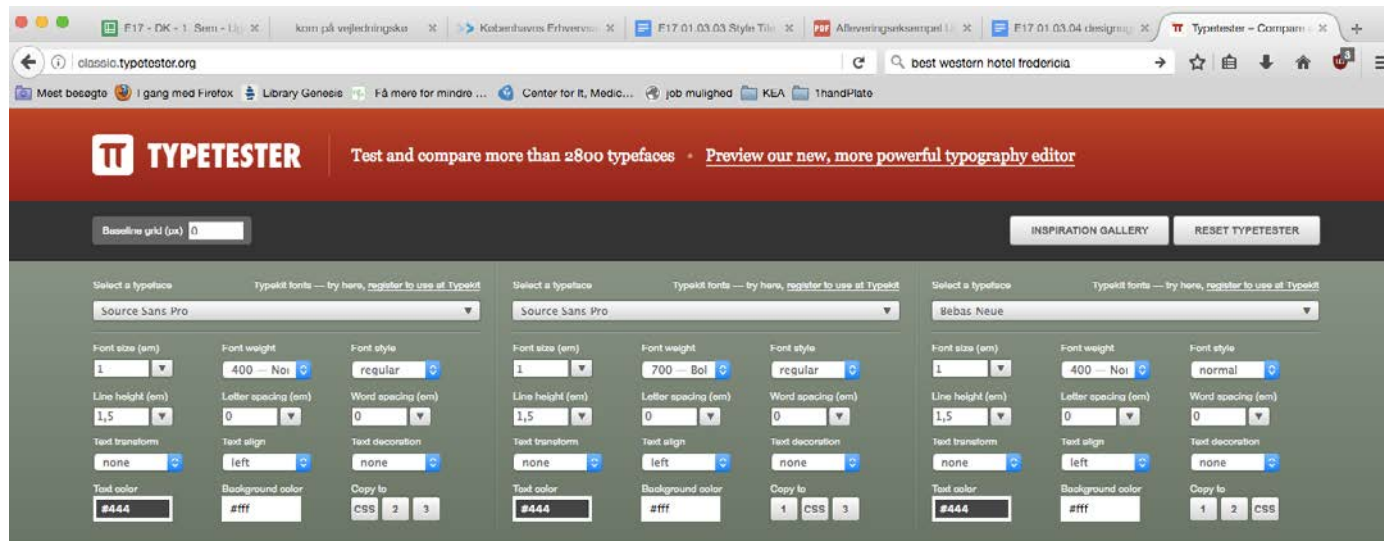 E17 - DK - 1. Sem - Up
kom på vejledningskø
Københavns Erhvervsa
E17 01.03.03 Style Tile
PDF Afleveringseksempel
E17 01.03.04 designm
Typetester – Compare
classic.typetester.org
best western hotel fredericia
3
Mest besøgte I gang med Firefox Library Genesis Få mere for mindre ... Center for It, Medic... job mulighed KEA 1handPlate
TYPETESTER
Test and compare more than 2800 typefaces • Preview our new, more powerful typography editor
Baseline grid (px) 0
INSPIRATION GALLERY RESET TYPETESTER
Select a typeface Typekit fonts — try here, register to use at Typekit
Source Sans Pro
Font size (em) Font weight Font style
1 400 — Nor regular
Line height (em) Letter spacing (em) Word spacing (em)
1,5 0 0
Text transform Text align Text decoration
none left none
Text color Background color Copy to
#444 #fff CSS 2 3
Select a typeface Typekit fonts — try here, register to use at Typekit
Source Sans Pro
Font size (em) Font weight Font style
1 700 — Bol regular
Line height (em) Letter spacing (em) Word spacing (em)
1,5 0 0
Text transform Text align Text decoration
none left none
Text color Background color Copy to
#444 #fff 1 CSS 3
Select a typeface Typekit fonts — try here, register to use at Typekit
Bebas Neue
Font size (em) Font weight Font style
1 400 — Nor normal
Line height (em) Letter spacing (em) Word spacing (em)
1,5 0 0
Text transform Text align Text decoration
none left none
Text color Background color Copy to
#444 #fff 1 2 CSS